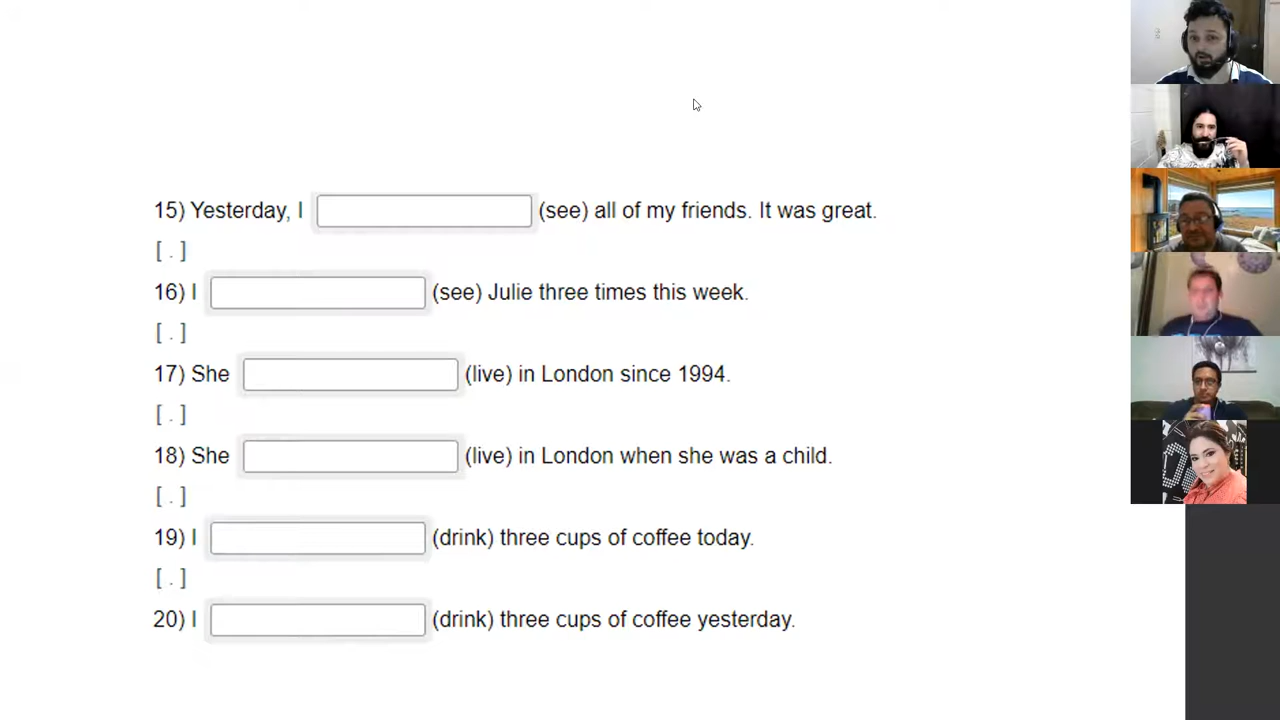 15) Yesterday, I (see) all of my friends. It was great.
[ . ]
16) I (see) Julie three times this week.
[ . ]
17) She (live) in London since 1994.
[ . ]
18) She (live) in London when she was a child.
[ . ]
19) I (drink) three cups of coffee today.
[ . ]
20) I (drink) three cups of coffee yesterday.